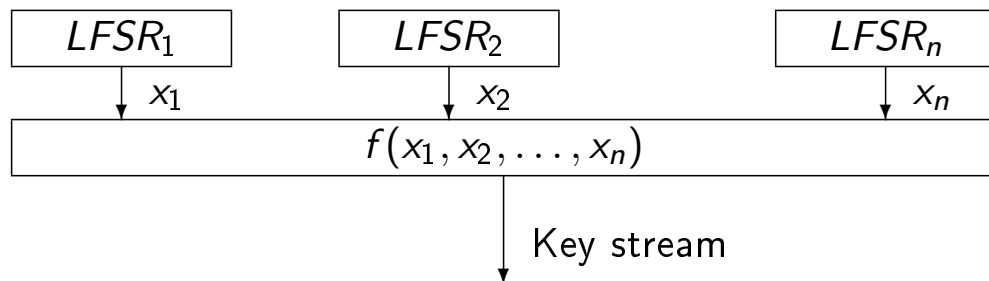 LFSR₁ LFSR₂ LFSRₙ
x₁ x₂ xₙ
f(x₁, x₂, . . . , xₙ)
Key stream